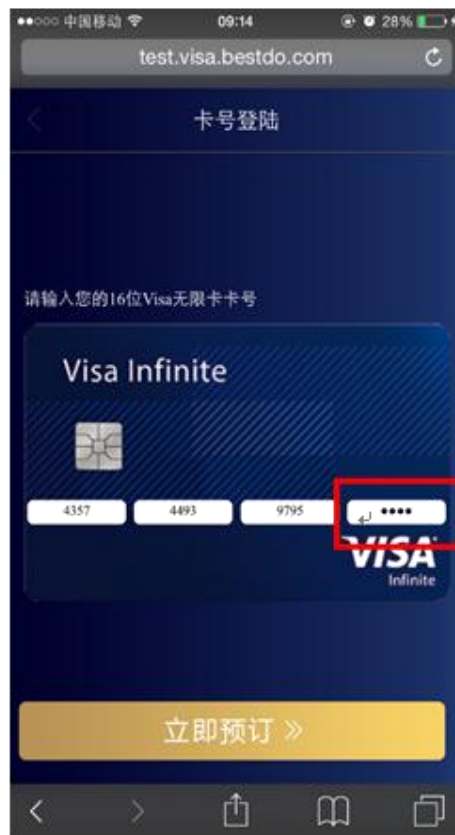 中国移动 09:14 28%
test.visa.bestdo.com
卡号登陆
请输入您的16位Visa无限卡卡号
Visa Infinite
4357 4493 9795 ••••
VISA
Infinite
立即预订 »